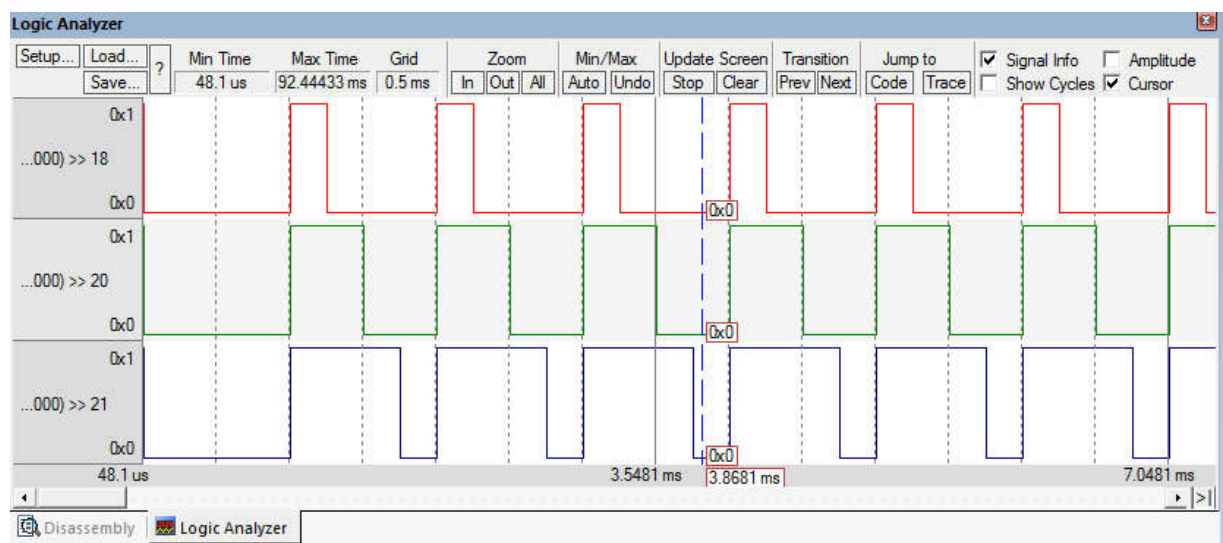 Logic Analyzer
Setup... Load... ? Min Time Max Time Grid Zoom Min/Max Update Screen Transition Jump to Signal Info Amplitude
Save... 48.1 us 92.44433 ms 0.5 ms In Out All Auto Undo Stop Clear Prev Next Code Trace Show Cycles Cursor
0x1
...000) >> 18
0x0
0x0
0x1
...000) >> 20
0x0
0x0
0x1
...000) >> 21
0x0
0x0
48.1 us 3.5481 ms 3.8681 ms 7.0481 ms
>|
Disassembly Logic Analyzer